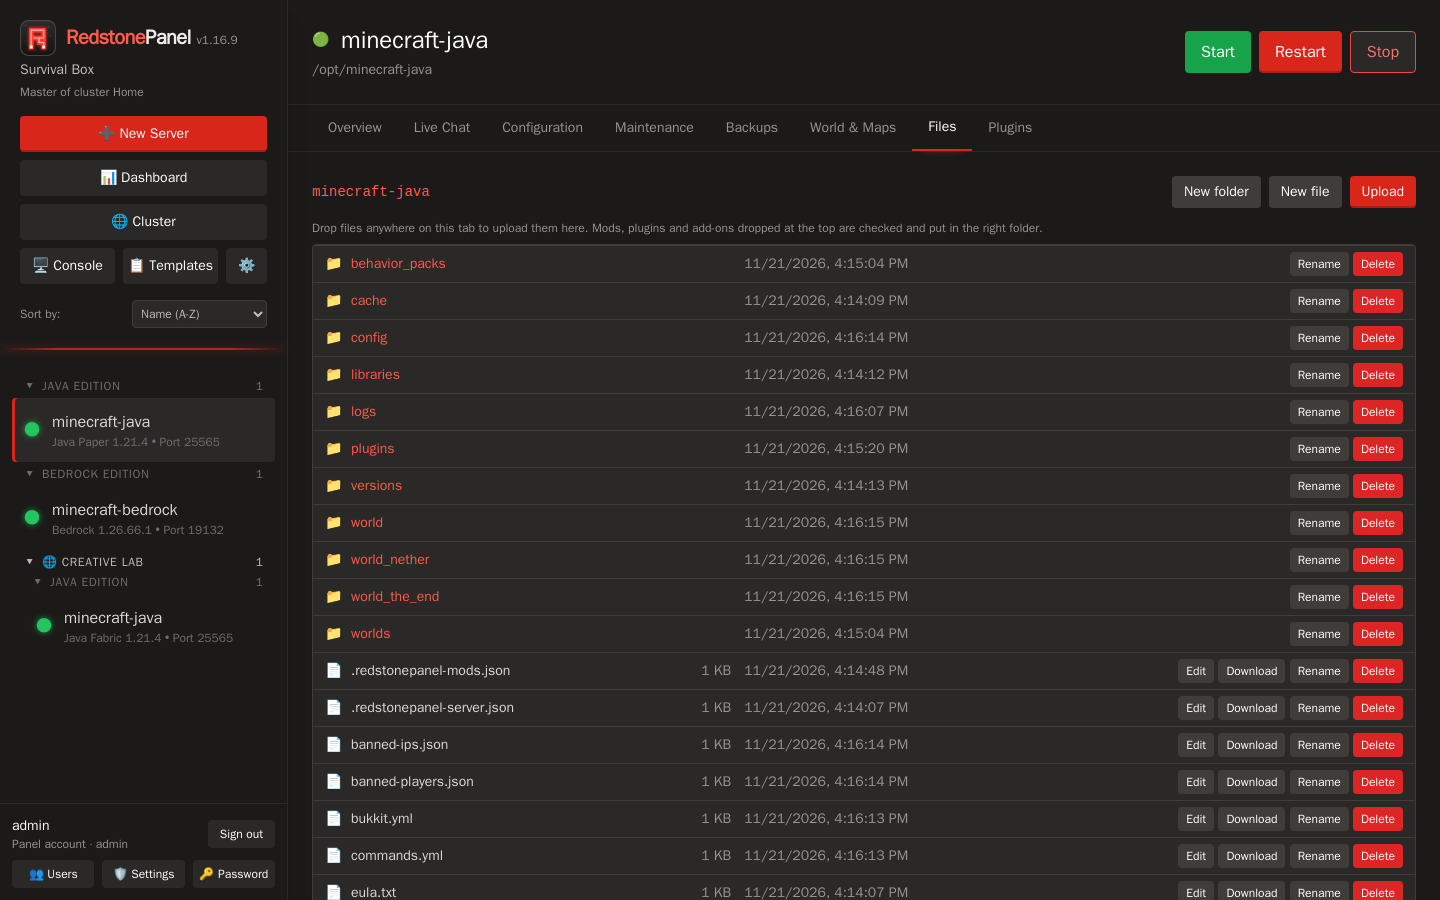 RedstonePanel v1.16.9
Survival Box
Master of cluster Home
New Server
Dashboard
Cluster
Console Templates
Sort by: Name (A-Z)
JAVA EDITION 1
minecraft-java
Java Paper 1.21.4 • Port 25565
BEDROCK EDITION 1
minecraft-bedrock
Bedrock 1.26.66.1 • Port 19132
CREATIVE LAB 1
JAVA EDITION 1
minecraft-java
Java Fabric 1.21.4 • Port 25565
admin
Panel account · admin
Sign out
Users Settings Password
minecraft-java
/opt/minecraft-java
Start Restart Stop
Overview Live Chat Configuration Maintenance Backups World & Maps Files Plugins
minecraft-java
New folder New file Upload
Drop files anywhere on this tab to upload them here. Mods, plugins and add-ons dropped at the top are checked and put in the right folder.
behavior_packs 11/21/2026, 4:15:04 PM Rename Delete
cache 11/21/2026, 4:14:09 PM Rename Delete
config 11/21/2026, 4:16:14 PM Rename Delete
libraries 11/21/2026, 4:14:12 PM Rename Delete
logs 11/21/2026, 4:16:07 PM Rename Delete
plugins 11/21/2026, 4:15:20 PM Rename Delete
versions 11/21/2026, 4:14:13 PM Rename Delete
world 11/21/2026, 4:16:15 PM Rename Delete
world_nether 11/21/2026, 4:16:15 PM Rename Delete
world_the_end 11/21/2026, 4:16:15 PM Rename Delete
worlds 11/21/2026, 4:15:04 PM Rename Delete
.redstonepanel-mods.json 1 KB 11/21/2026, 4:14:48 PM Edit Download Rename Delete
.redstonepanel-server.json 1 KB 11/21/2026, 4:14:07 PM Edit Download Rename Delete
banned-ips.json 1 KB 11/21/2026, 4:16:14 PM Edit Download Rename Delete
banned-players.json 1 KB 11/21/2026, 4:16:14 PM Edit Download Rename Delete
bukkit.yml 1 KB 11/21/2026, 4:16:13 PM Edit Download Rename Delete
commands.yml 1 KB 11/21/2026, 4:16:13 PM Edit Download Rename Delete
eula.txt 1 KB 11/21/2026, 4:14:07 PM Edit Download Rename Delete